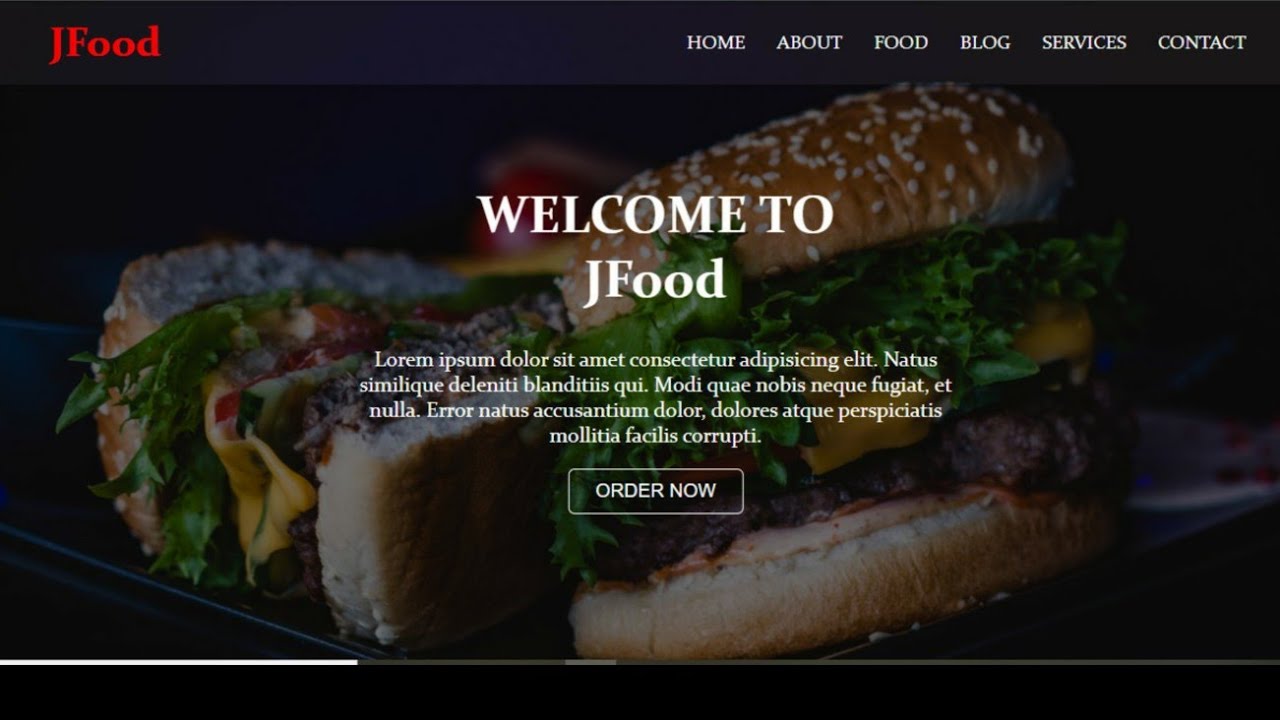 JFood
HOME ABOUT FOOD BLOG SERVICES CONTACT
WELCOME TO
JFood
Lorem ipsum dolor sit amet consectetur adipisicing elit. Natus
similique deleniti blanditiis qui. Modi quae nobis neque fugiat, et
nulla. Error natus accusantium dolor, dolores atque perspiciatis
mollitia facilis corrupti.
ORDER NOW